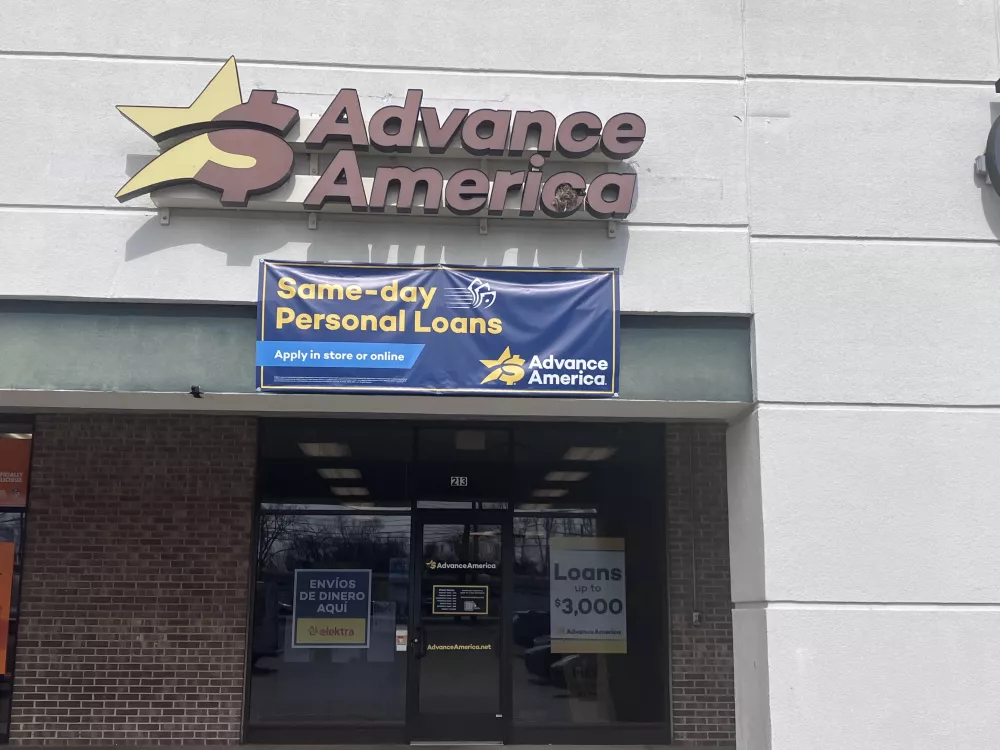 Advance
America
Same-day
Personal Loans
Apply in store or online
Advance
America
213
ENVÍOS
DE DINERO
AQUÍ
elektra
AdvanceAmerica
AdvanceAmerica.net
Loans
up to
$3,000
Advance America